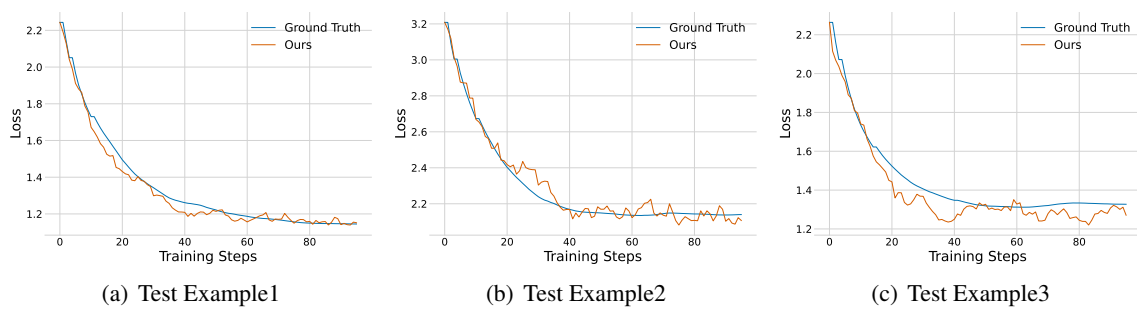 2.2
2.0
1.8
1.6
1.4
1.2
0
20
40
60
80
Loss
Training Steps
Ground Truth
Ours
(a) Test Example1
3.2
3.0
2.8
2.6
2.4
2.2
0
20
40
60
80
Loss
Training Steps
Ground Truth
Ours
(b) Test Example2
2.2
2.0
1.8
1.6
1.4
1.2
0
20
40
60
80
Loss
Training Steps
Ground Truth
Ours
(c) Test Example3